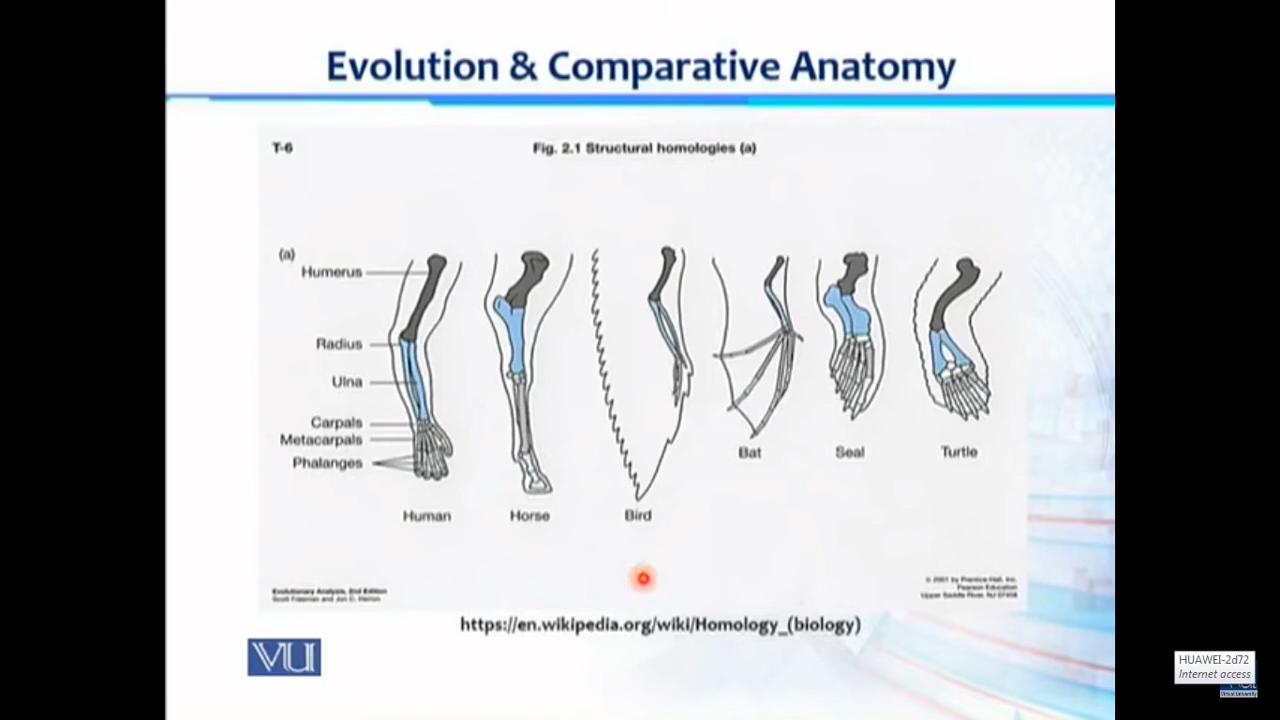 Evolution & Comparative Anatomy
T-6
Fig. 2.1 Structural homologies (a)
(a)
Humerus
Radius
Ulna
Carpals
Metacarpals
Phalanges
Human
Horse
Bird
Bat
Seal
Turtle
Evolutionary Analysis, 2nd Edition
Scott Freeman and Jon C. Herron
© 2001 by Prentice Hall, Inc.
Pearson Education
Upper Saddle River, NJ 07458
https://en.wikipedia.org/wiki/Homology_(biology)
VU
HUAWEI-2d72
Internet access
Virtual University